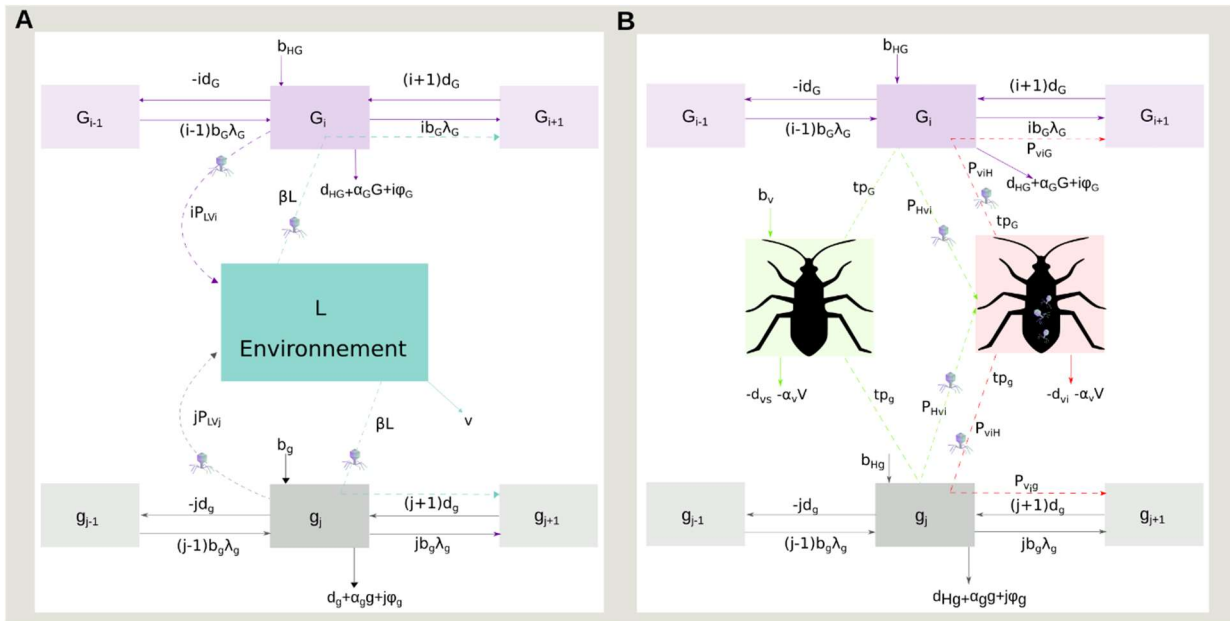 A
b_HG
-id_G
(i+1)d_G
G_i-1
G_i
G_i+1
(i-1)b_Gλ_G
ib_Gλ_G
d_HG+α_GG+iφ_G
βL
iP_LVi
L
Environnement
jP_LVj
βL
v
b_g
-jd_g
(j+1)d_g
g_j-1
g_j
g_j+1
(j-1)b_gλ_g
jb_gλ_g
d_g+α_gg+jφ_g
B
b_HG
-id_G
(i+1)d_G
G_i-1
G_i
G_i+1
(i-1)b_Gλ_G
ib_Gλ_G
P_viG
P_viH
d_HG+α_GG+iφ_G
tp_G
P_Hvi
tp_G
b_v
-d_vs -α_vV
tp_g
P_Hvi
tp_g
-d_vi -α_vV
P_viH
b_Hg
P_vjg
-jd_g
(j+1)d_g
g_j-1
g_j
g_j+1
(j-1)b_gλ_g
jb_gλ_g
d_Hg+α_gg+jφ_g